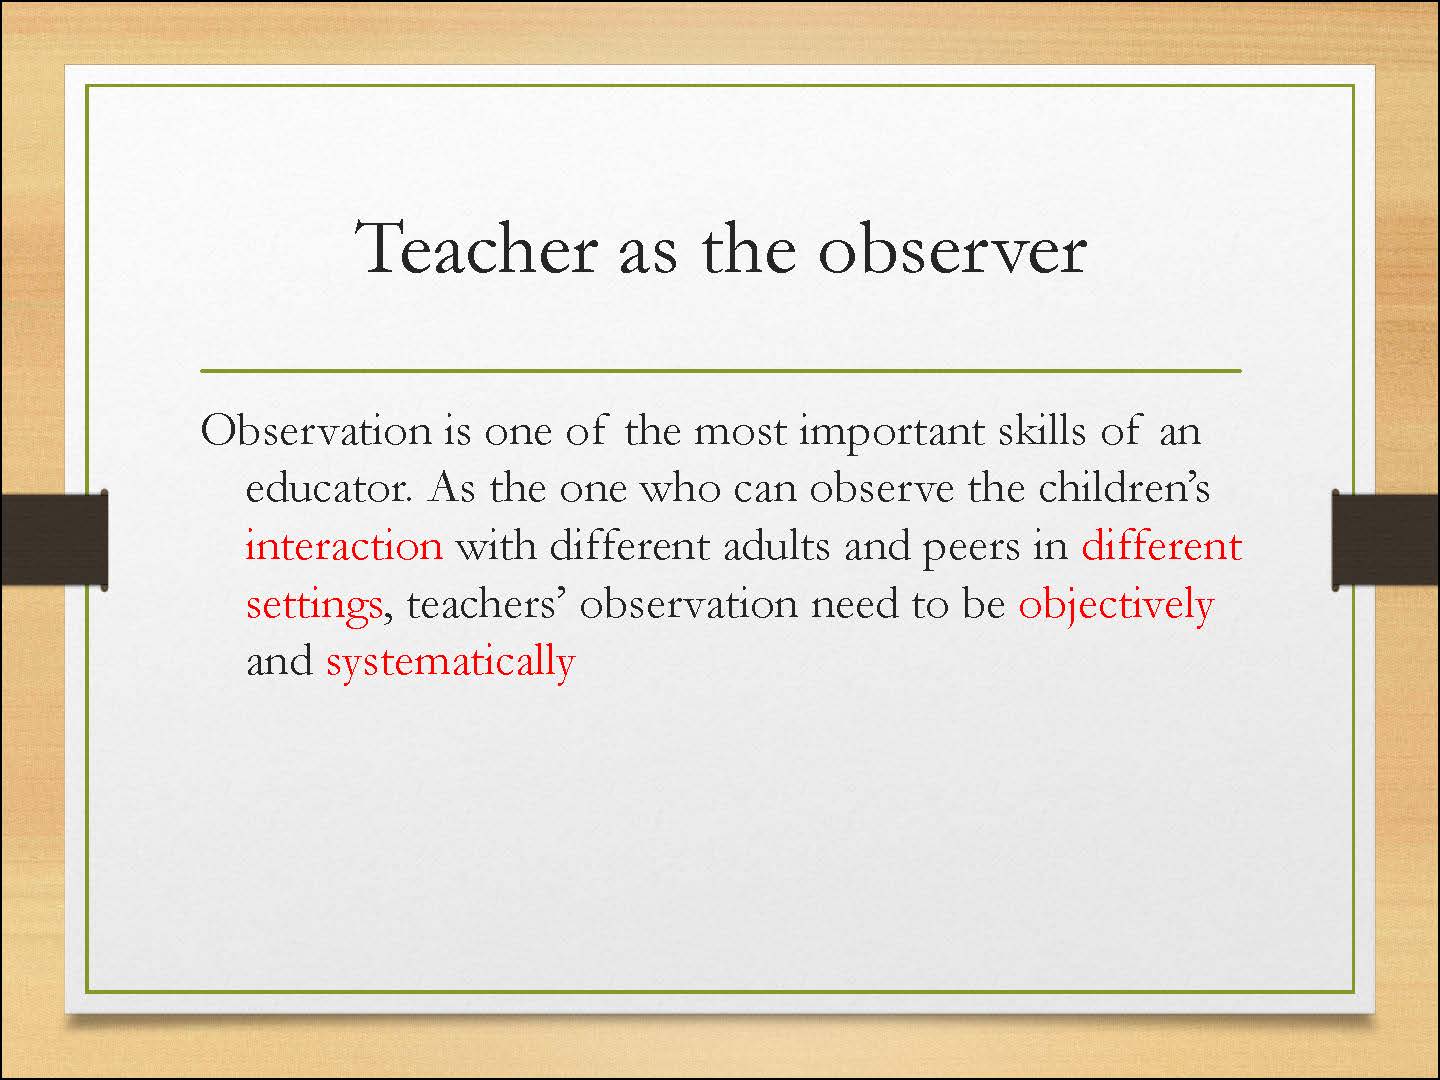 Teacher as the observer
Observation is one of the most important skills of an
educator. As the one who can observe the children’s
interaction with different adults and peers in different
settings, teachers’ observation need to be objectively
and systematically